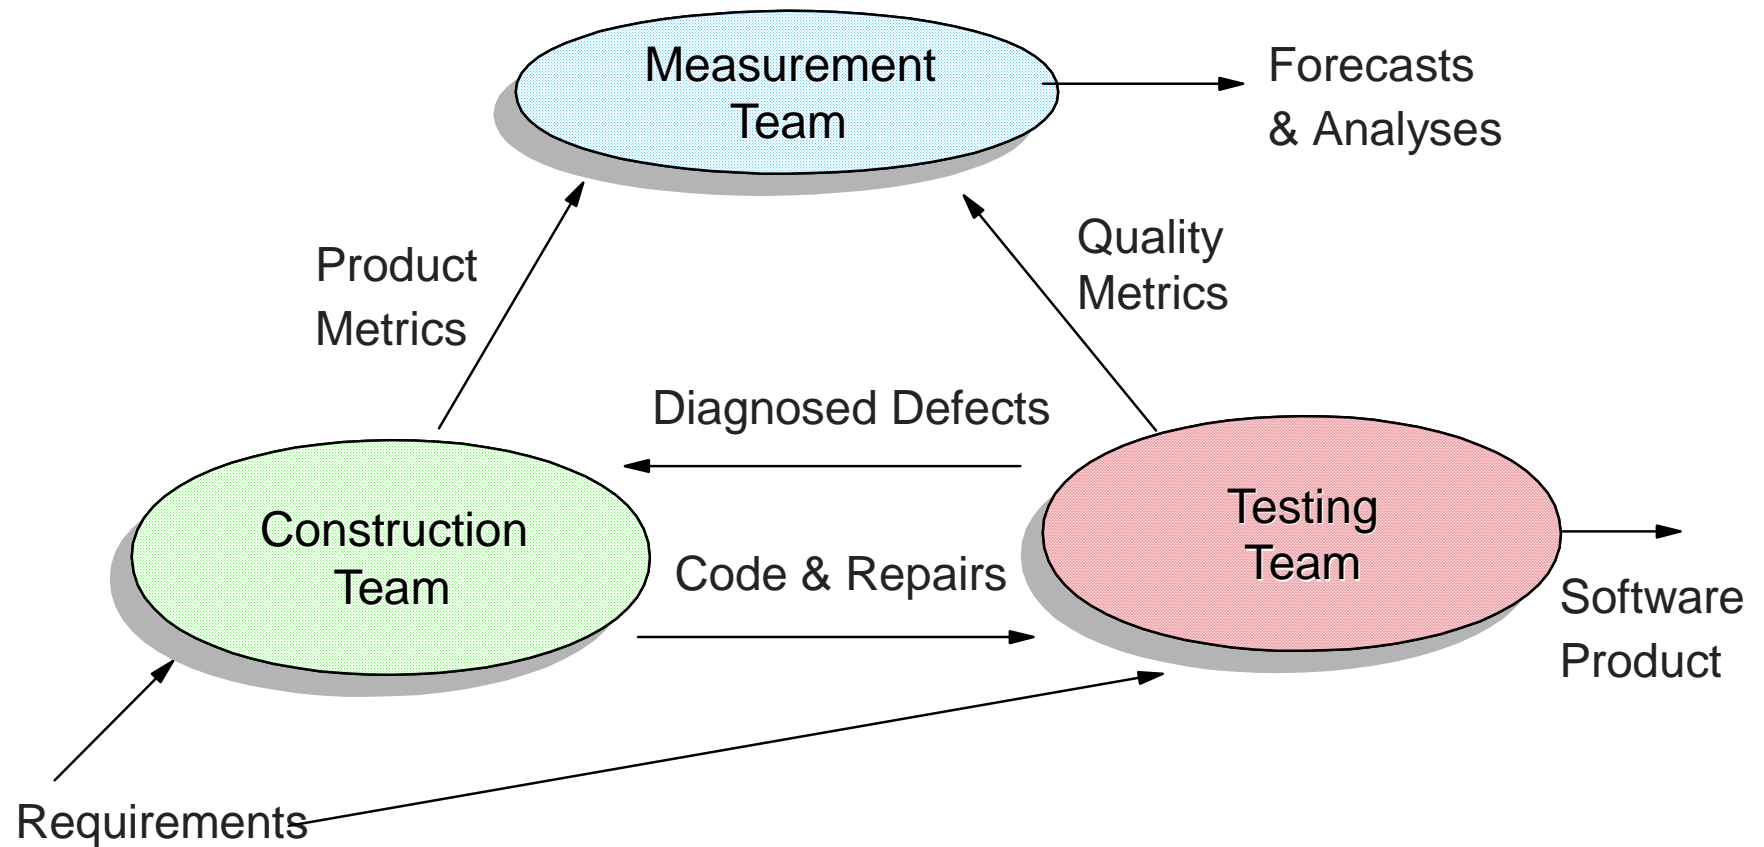 Measurement
Team
Forecasts
& Analyses
Product
Metrics
Quality
Metrics
Diagnosed Defects
Construction
Team
Code & Repairs
Testing
Team
Software
Product
Requirements